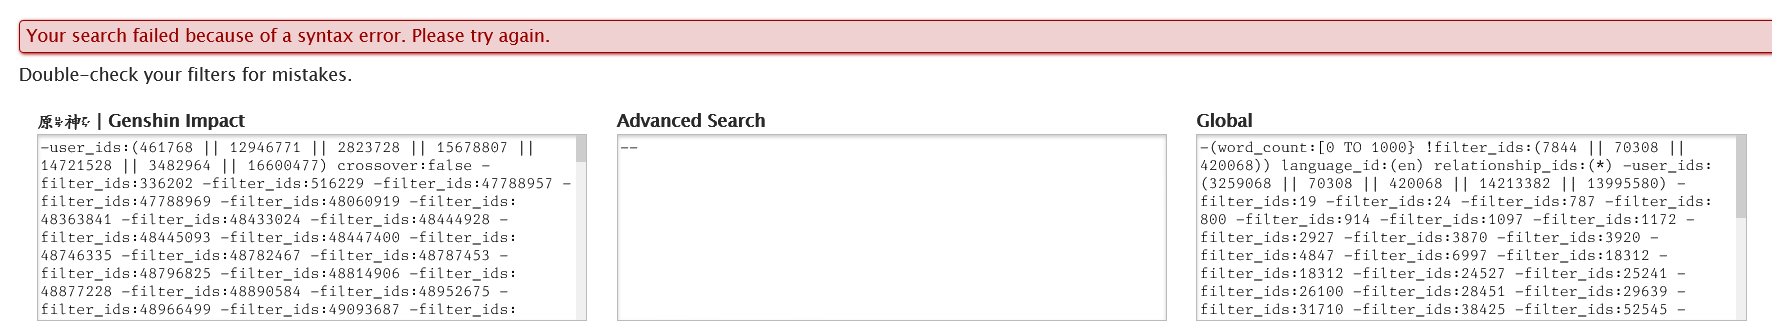 Your search failed because of a syntax error. Please try again.
Double-check your filters for mistakes.
原神 | Genshin Impact
-user_ids:(461768 || 12946771 || 2823728 || 15678807 ||
14721528 || 3482964 || 16600477) crossover:false -
filter_ids:336202 -filter_ids:516229 -filter_ids:47788957 -
filter_ids:47788969 -filter_ids:48060919 -filter_ids:
48363841 -filter_ids:48433024 -filter_ids:48444928 -
filter_ids:48445093 -filter_ids:48447400 -filter_ids:
48746335 -filter_ids:48782467 -filter_ids:48787453 -
filter_ids:48796825 -filter_ids:48814906 -filter_ids:
48877228 -filter_ids:48890584 -filter_ids:48952675 -
filter_ids:48966499 -filter_ids:49093687 -filter_ids:
Advanced Search
--
Global
-(word_count:[0 TO 1000} !filter_ids:(7844 || 70308 ||
420068)) language_id:(en) relationship_ids:(*) -user_ids:
(3259068 || 70308 || 420068 || 14213382 || 13995580) -
filter_ids:19 -filter_ids:24 -filter_ids:787 -filter_ids:
800 -filter_ids:914 -filter_ids:1097 -filter_ids:1172 -
filter_ids:2927 -filter_ids:3870 -filter_ids:3920 -
filter_ids:4847 -filter_ids:6997 -filter_ids:18312 -
filter_ids:18312 -filter_ids:24527 -filter_ids:25241 -
filter_ids:26100 -filter_ids:28451 -filter_ids:29639 -
filter_ids:31710 -filter_ids:38425 -filter_ids:52545 -